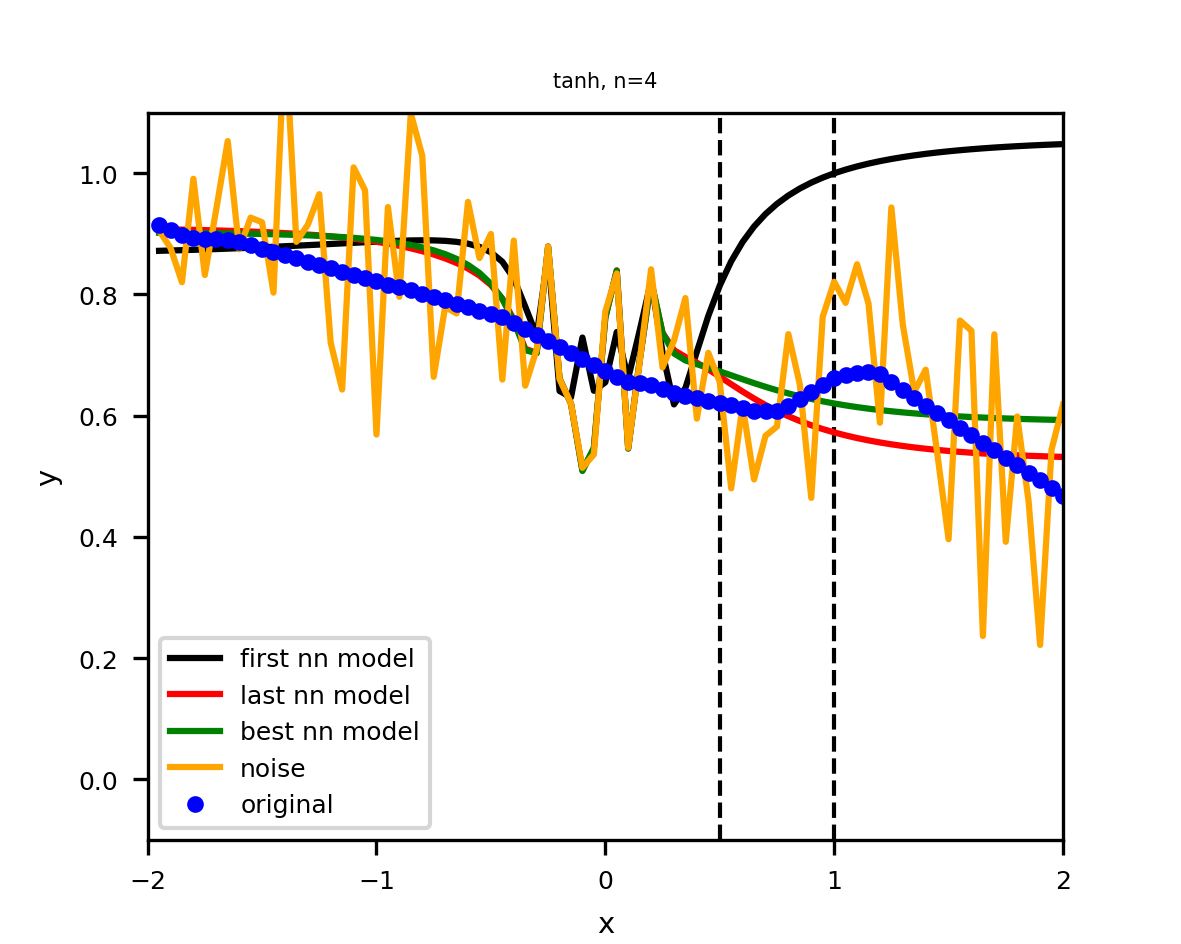 tanh, n=4
1.0
0.8
0.6
0.4
0.2
0.0
y
first nn model
last nn model
best nn model
noise
original
−2
−1
0
1
2
x